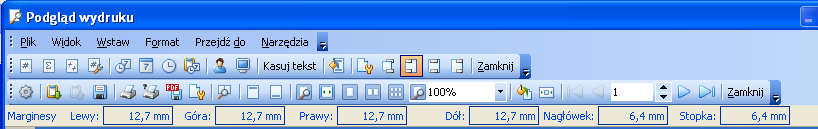 Podgląd wydruku
Plik Widok Wstaw Format Przejdź do Narzędzia
# Σ 7 Kasuj tekst Zamknij
PDF 100% 1 Zamknij
Marginesy Lewy: 12,7 mm Góra: 12,7 mm Prawy: 12,7 mm Dół: 12,7 mm Nagłówek: 6,4 mm Stopka: 6,4 mm